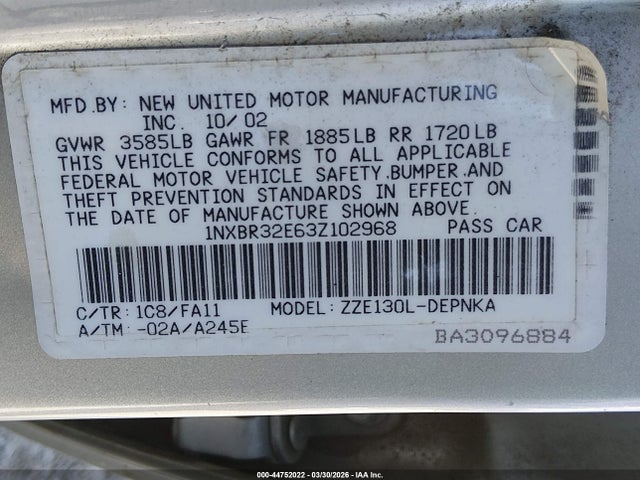 MFD.BY: NEW UNITED MOTOR MANUFACTURING
INC. 10/02
GVWR 3585LB GAWR FR 1885LB RR 1720LB
THIS VEHICLE CONFORMS TO ALL APPLICABLE
FEDERAL MOTOR VEHICLE SAFETY.BUMPER.AND
THEFT PREVENTION STANDARDS IN EFFECT ON
THE DATE OF MANUFACTURE SHOWN ABOVE.
1NXBR32E63Z102968 PASS CAR
C/TR: 1C8/FA11 MODEL: ZZE130L-DEPNKA
A/TM: -02A/A245E
BA3096884
000-44752022 | 03/30/2026 - IAA Inc.